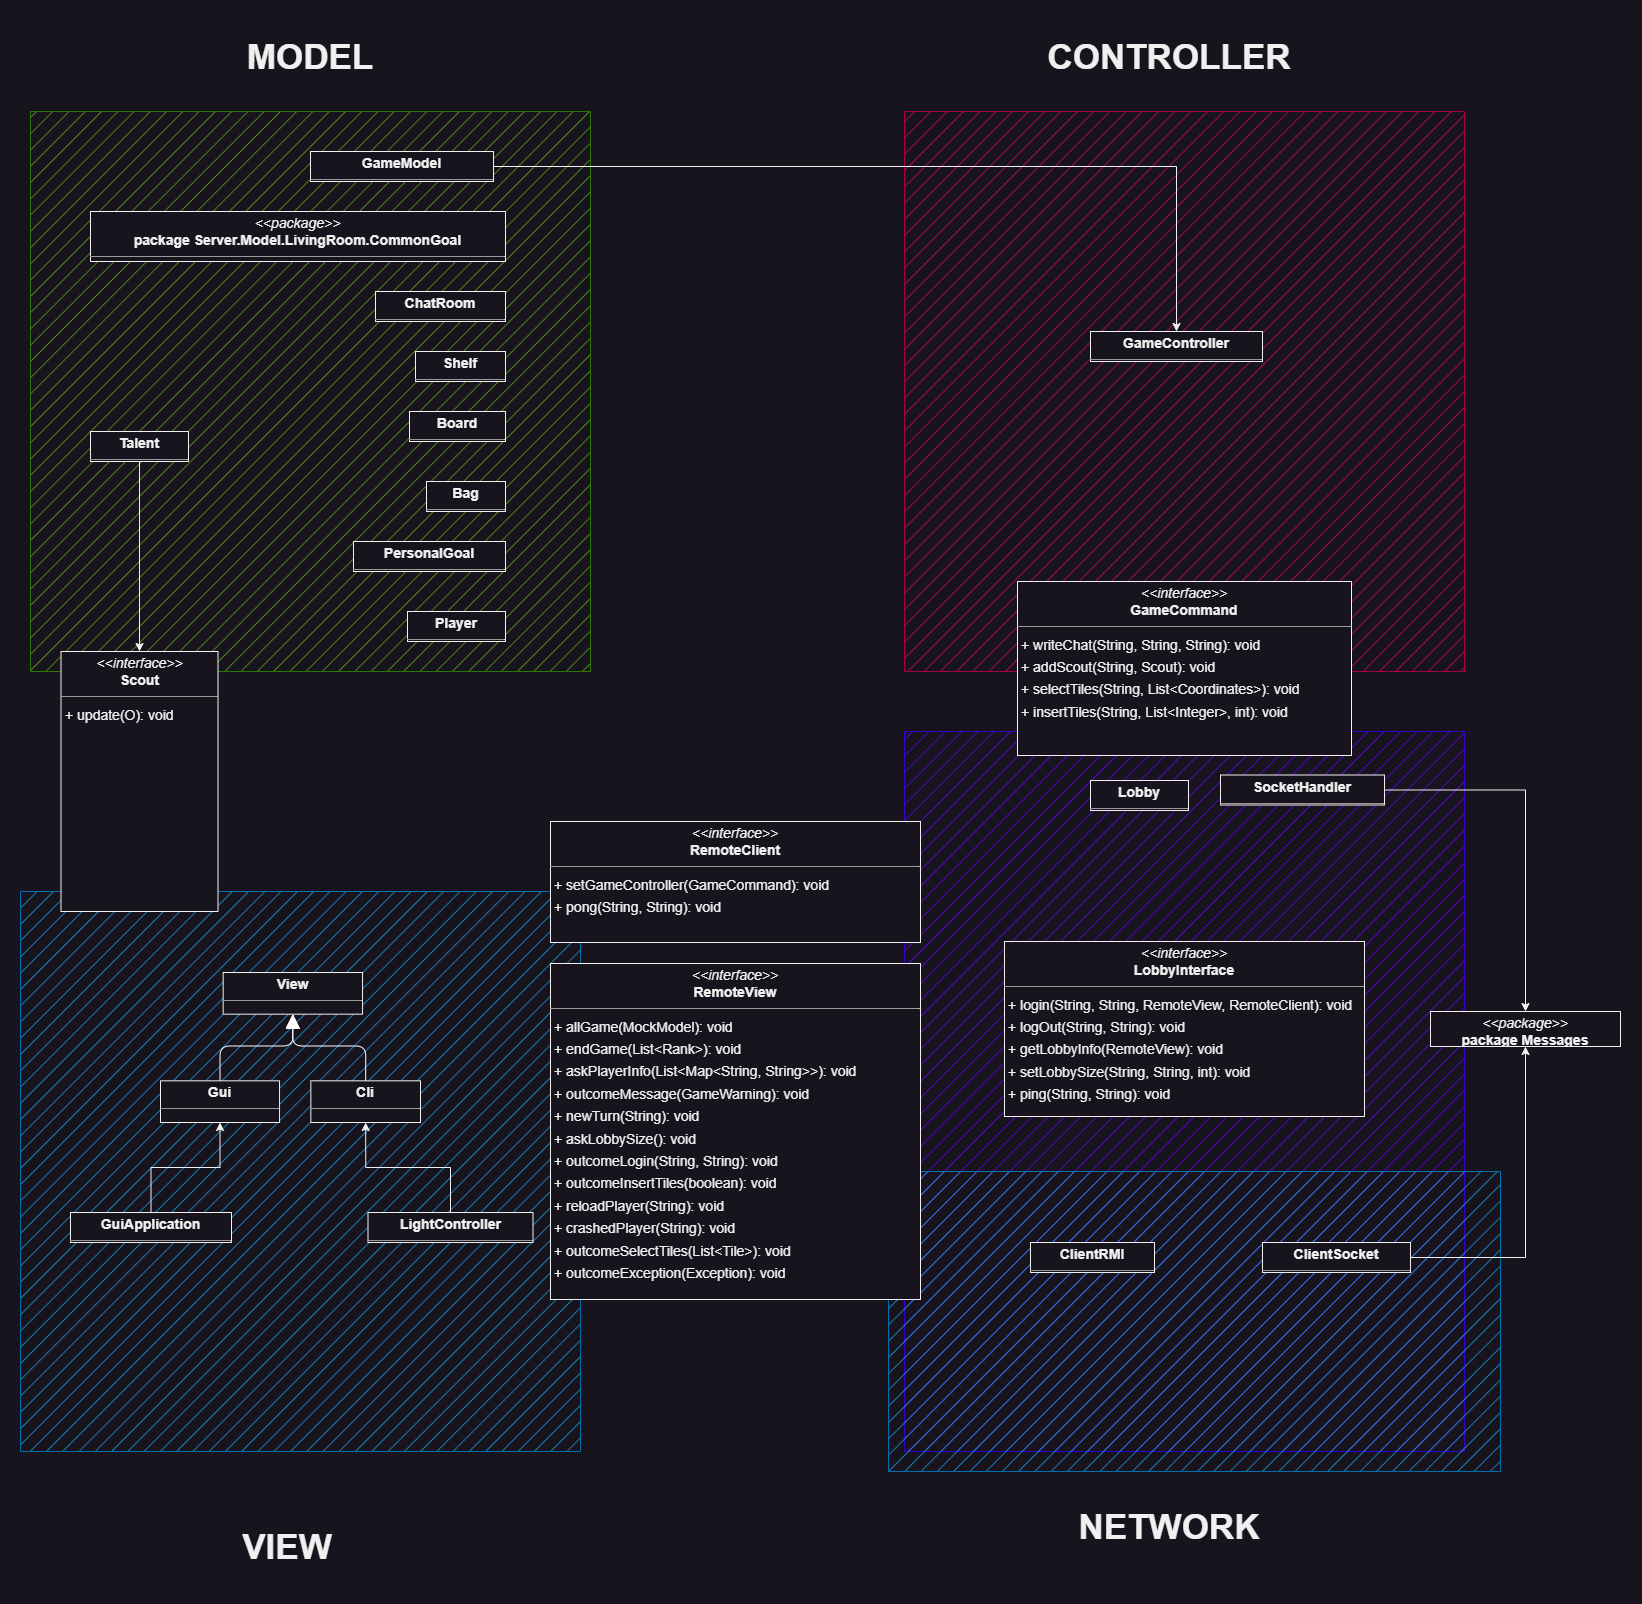 MODEL
CONTROLLER
GameModel
<<package>>
package Server.Model.LivingRoom.CommonGoal
ChatRoom
Shelf
Board
Talent
Bag
PersonalGoal
Player
<<interface>>
Scout
+ update(O): void
GameController
<<interface>>
GameCommand
+ writeChat(String, String, String): void
+ addScout(String, Scout): void
+ selectTiles(String, List<Coordinates>): void
+ insertTiles(String, List<Integer>, int): void
Lobby
SocketHandler
<<interface>>
RemoteClient
+ setGameController(GameCommand): void
+ pong(String, String): void
<<interface>>
LobbyInterface
+ login(String, String, RemoteView, RemoteClient): void
+ logOut(String, String): void
+ getLobbyInfo(RemoteView): void
+ setLobbySize(String, String, int): void
+ ping(String, String): void
<<package>>
package Messages
View
Gui
Cli
GuiApplication
LightController
<<interface>>
RemoteView
+ allGame(MockModel): void
+ endGame(List<Rank>): void
+ askPlayerInfo(List<Map<String, String>>): void
+ outcomeMessage(GameWarning): void
+ newTurn(String): void
+ askLobbySize(): void
+ outcomeLogin(String, String): void
+ outcomeInsertTiles(boolean): void
+ reloadPlayer(String): void
+ crashedPlayer(String): void
+ outcomeSelectTiles(List<Tile>): void
+ outcomeException(Exception): void
ClientRMI
ClientSocket
VIEW
NETWORK